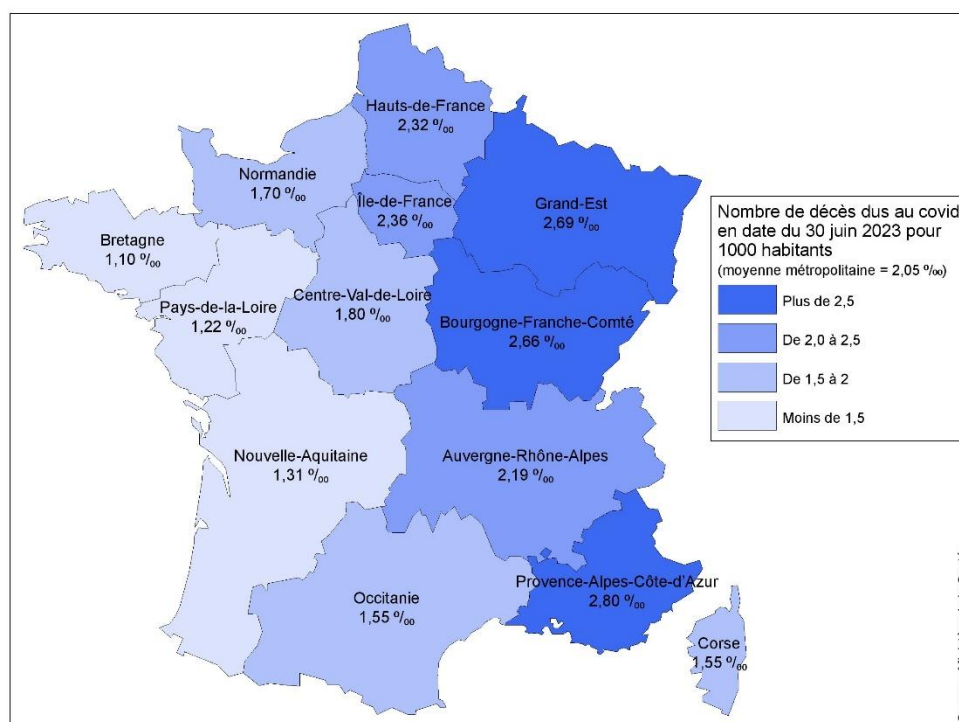 Hauts-de-France
2,32 ‰
Normandie
1,70 ‰
Île-de-France
2,36 ‰
Grand-Est
2,69 ‰
Bretagne
1,10 ‰
Pays-de-la-Loire
1,22 ‰
Centre-Val-de-Loire
1,80 ‰
Bourgogne-Franche-Comté
2,66 ‰
Nouvelle-Aquitaine
1,31 ‰
Auvergne-Rhône-Alpes
2,19 ‰
Occitanie
1,55 ‰
Provence-Alpes-Côte-d'Azur
2,80 ‰
Corse
1,55 ‰
Nombre de décès dus au covid
en date du 30 juin 2023 pour
1000 habitants
(moyenne métropolitaine = 2,05 ‰)
Plus de 2,5
De 2,0 à 2,5
De 1,5 à 2
Moins de 1,5